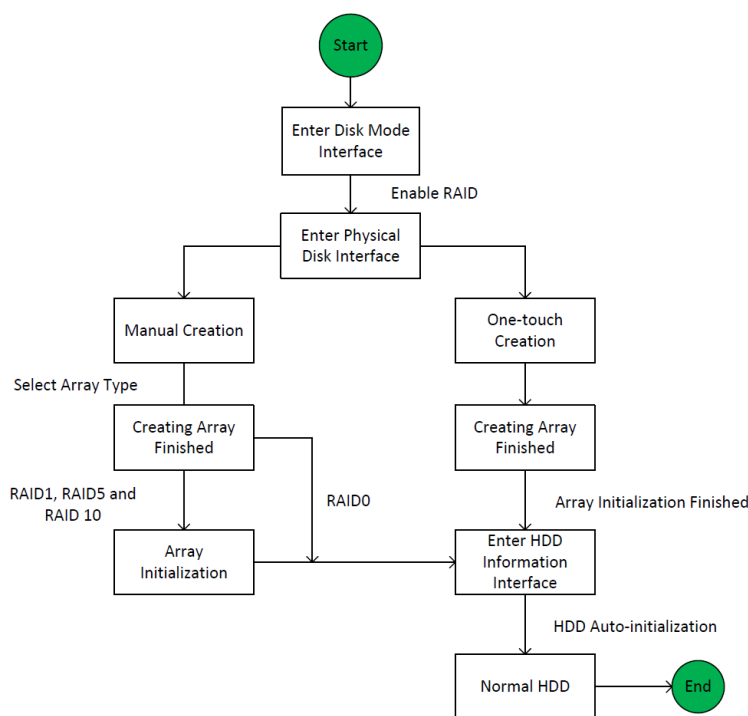 Start
Enter Disk Mode
Interface
Enable RAID
Enter Physical
Disk Interface
Manual Creation
One-touch
Creation
Select Array Type
Creating Array
Finished
Creating Array
Finished
RAID1, RAID5 and
RAID 10
RAID0
Array Initialization Finished
Array
Initialization
Enter HDD
Information
Interface
HDD Auto-initialization
Normal HDD
End